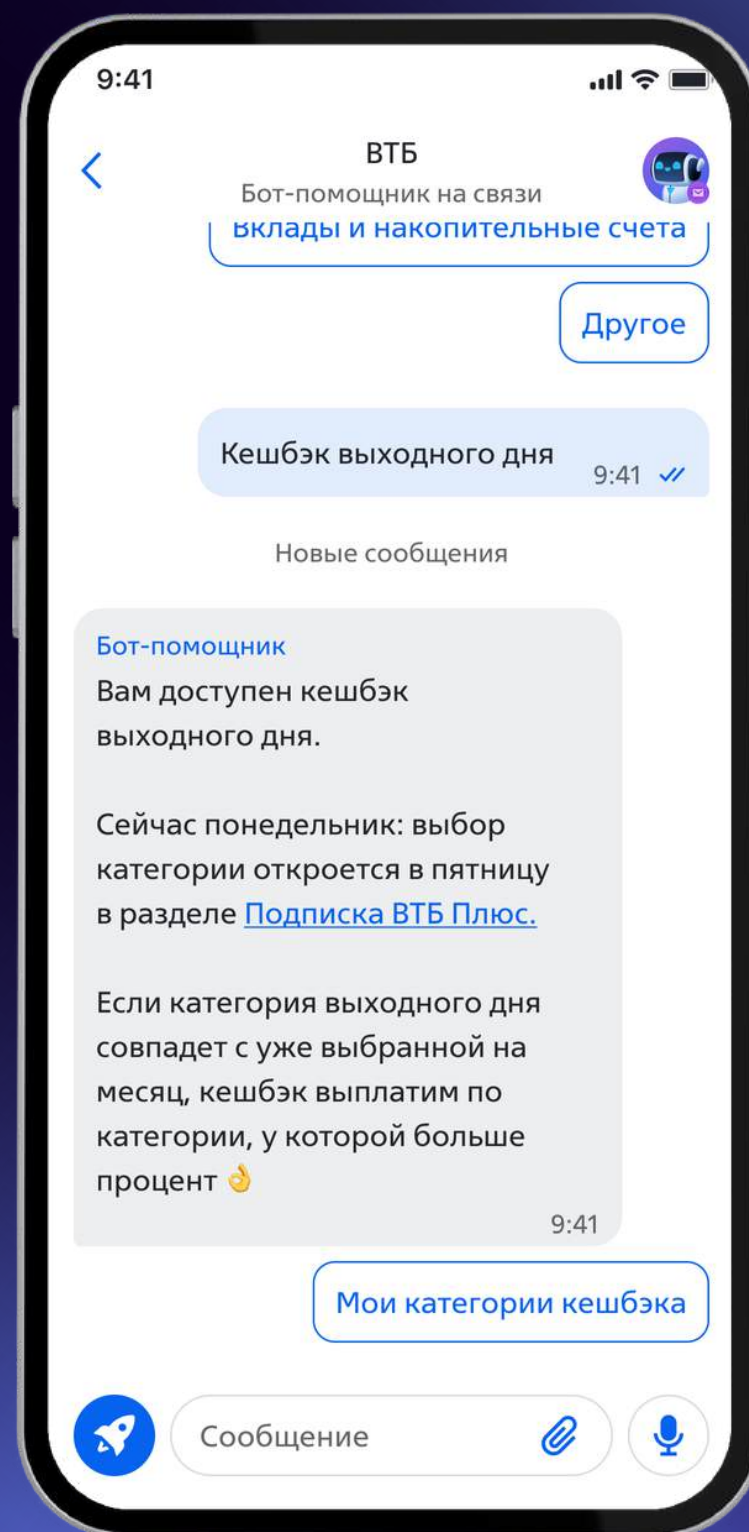 9:41
ВТБ
Бот-помощник на связи
Вклады и накопительные счета
Другое
Кешбэк выходного дня
9:41
Новые сообщения
Бот-помощник
Вам доступен кешбэк
выходного дня.
Сейчас понедельник: выбор
категории откроется в пятницу
в разделе Подписка ВТБ Плюс.
Если категория выходного дня
совпадет с уже выбранной на
месяц, кешбэк выплатим по
категории, у которой больше
процент 👌
9:41
Мои категории кешбэка
Сообщение